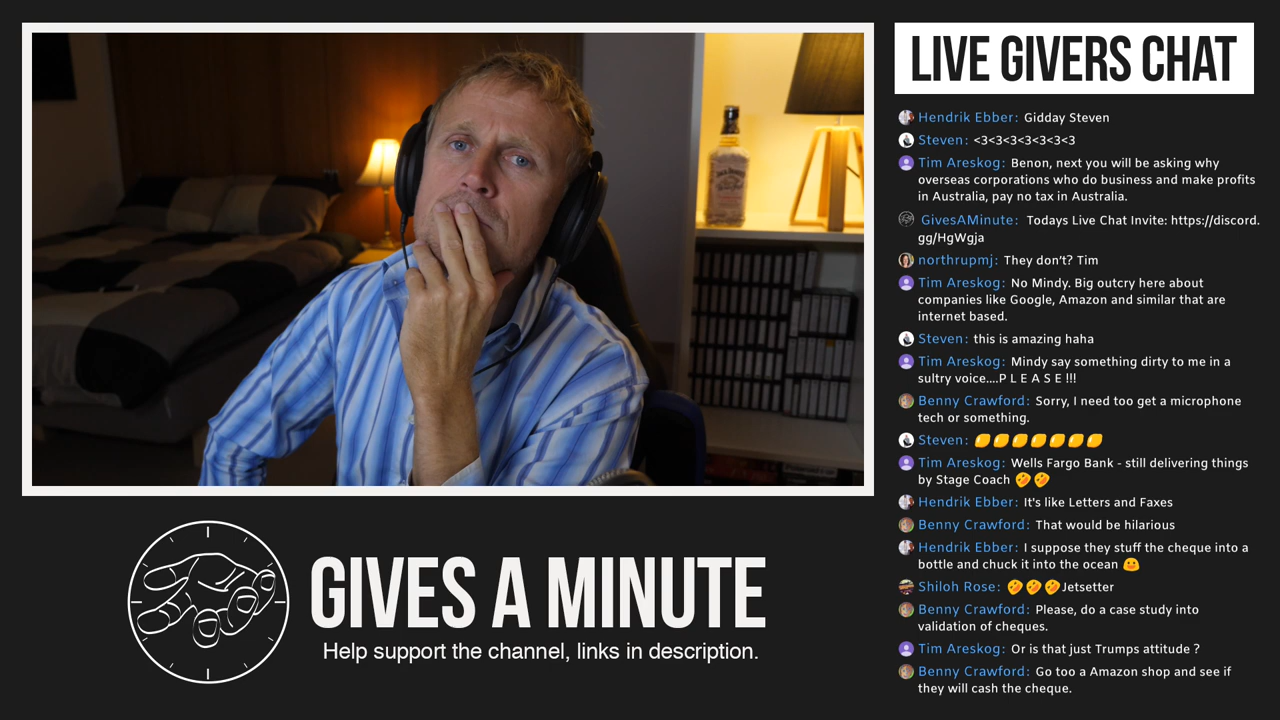 LIVE GIVERS CHAT
Hendrik Ebber: Gidday Steven
Steven: <3<3<3<3<3<3<3
Tim Areskog: Benon, next you will be asking why
overseas corporations who do business and make profits
in Australia, pay no tax in Australia.
GivesAMinute: Todays Live Chat Invite: https://discord.
gg/HgWgja
northrupmj: They don't? Tim
Tim Areskog: No Mindy. Big outcry here about
companies like Google, Amazon and similar that are
internet based.
Steven: this is amazing haha
Tim Areskog: Mindy say something dirty to me in a
sultry voice....P L E A S E !!!
Benny Crawford: Sorry, I need too get a microphone
tech or something.
Steven: 🍋🍋🍋🍋🍋🍋🍋
Tim Areskog: Wells Fargo Bank - still delivering things
by Stage Coach
Hendrik Ebber: It's like Letters and Faxes
Benny Crawford: That would be hilarious
Hendrik Ebber: I suppose they stuff the cheque into a
bottle and chuck it into the ocean
Shiloh Rose: Jetsetter
Benny Crawford: Please, do a case study into
validation of cheques.
Tim Areskog: Or is that just Trumps attitude ?
Benny Crawford: Go too a Amazon shop and see if
they will cash the cheque.
GIVES A MINUTE
Help support the channel, links in description.